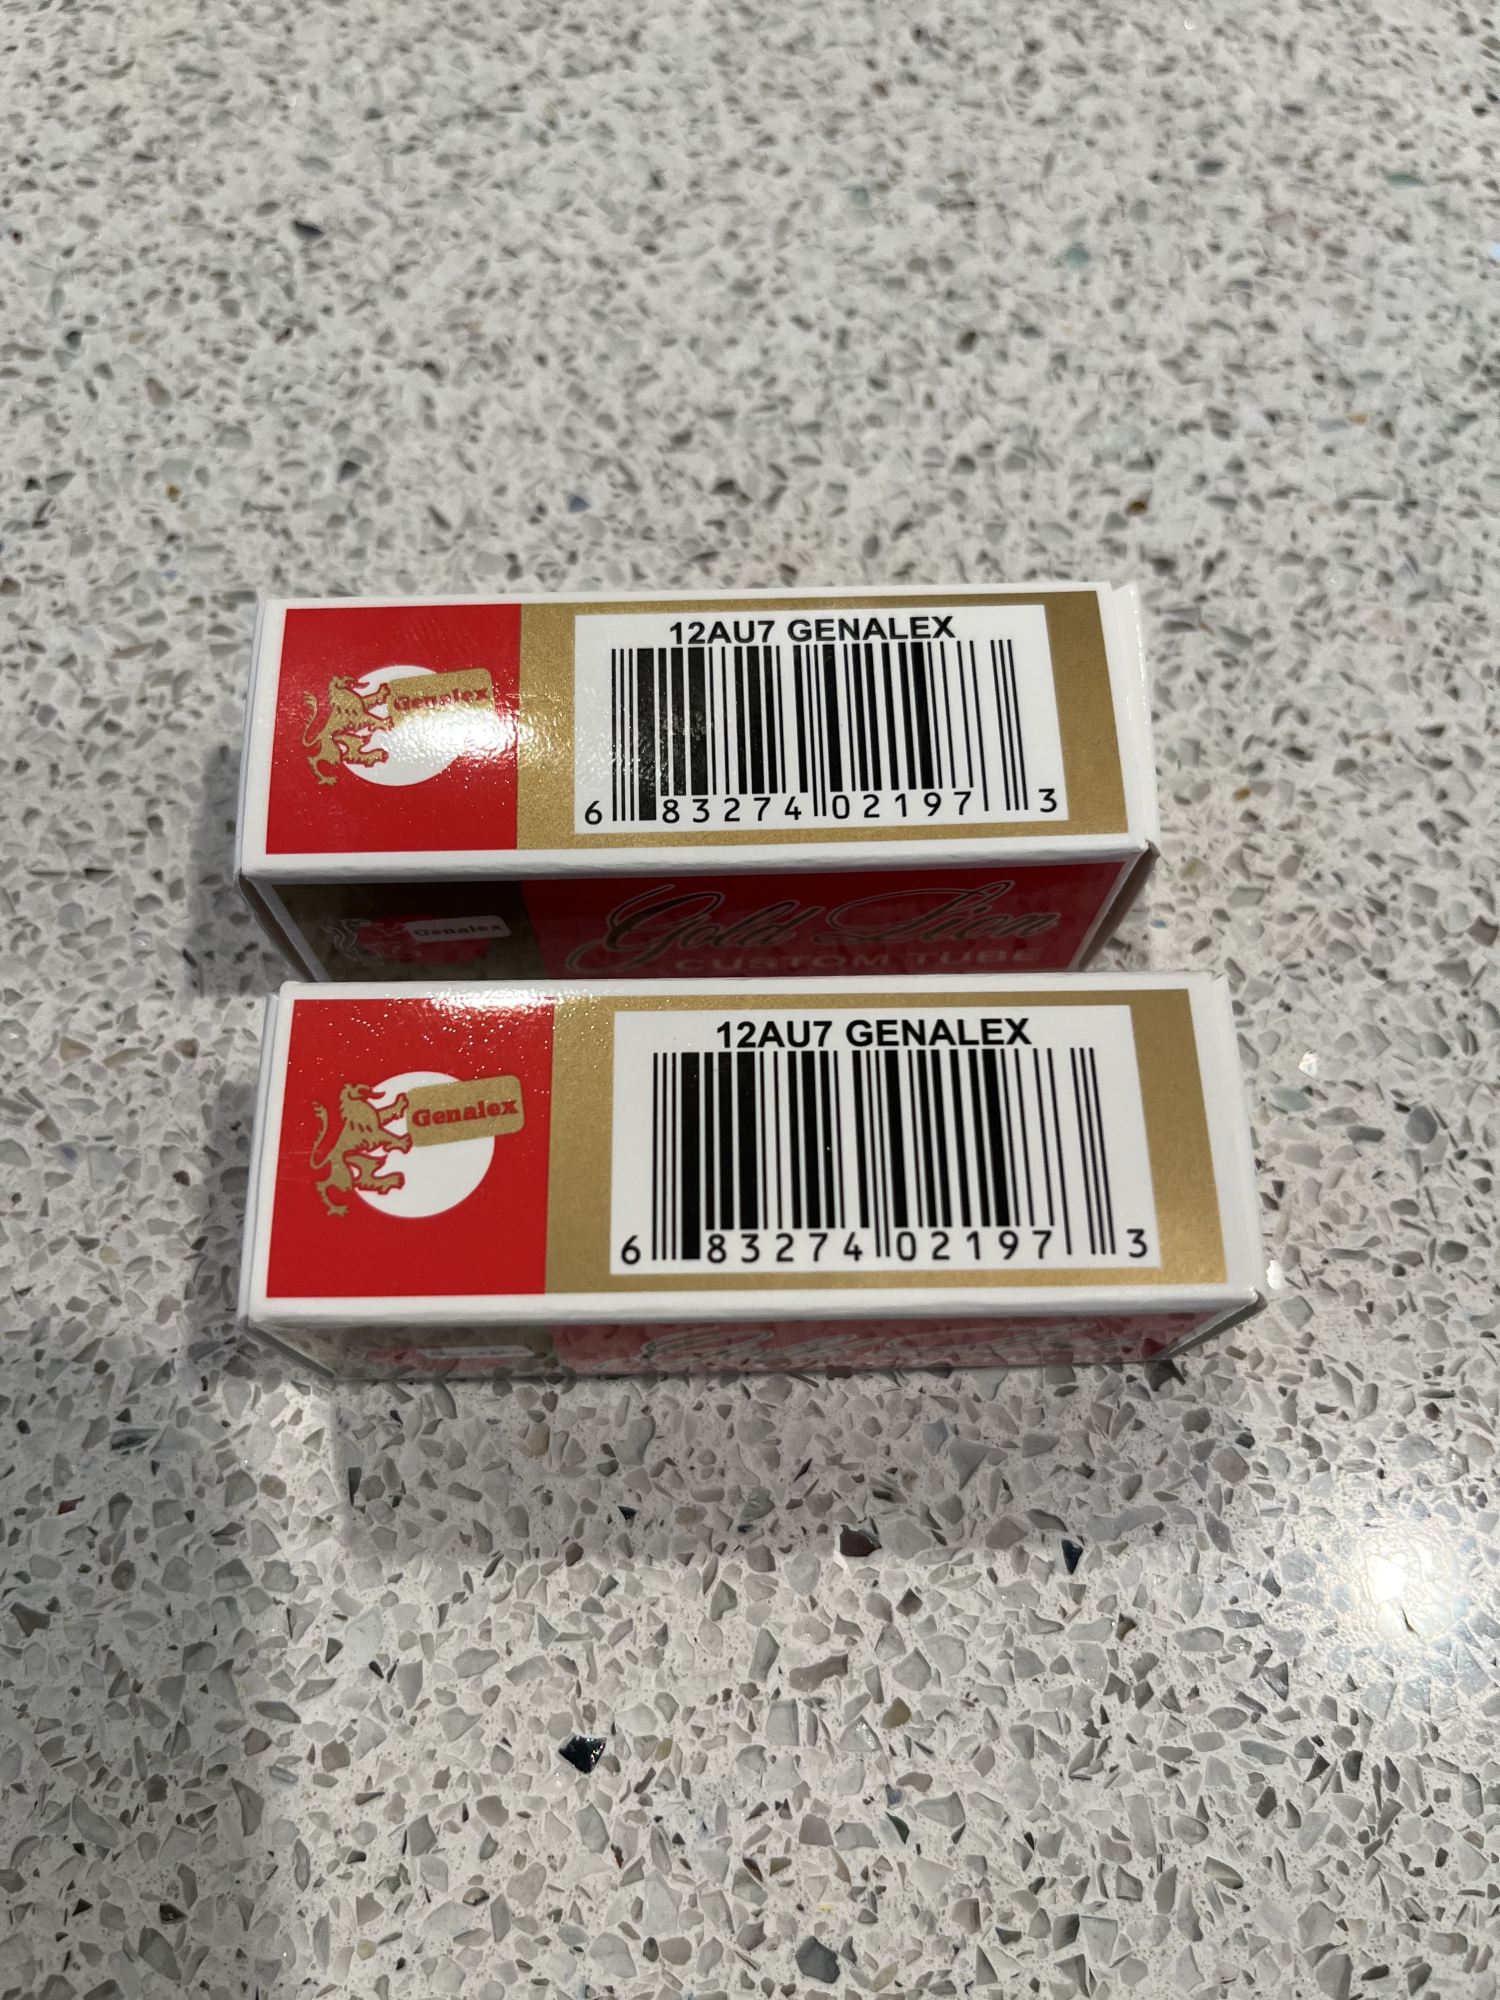 12AU7 GENALEX
Genalex
6 83274 02197 3
Genalex
Gold Lion
CUSTOM TUBE
12AU7 GENALEX
Genalex
6 83274 02197 3